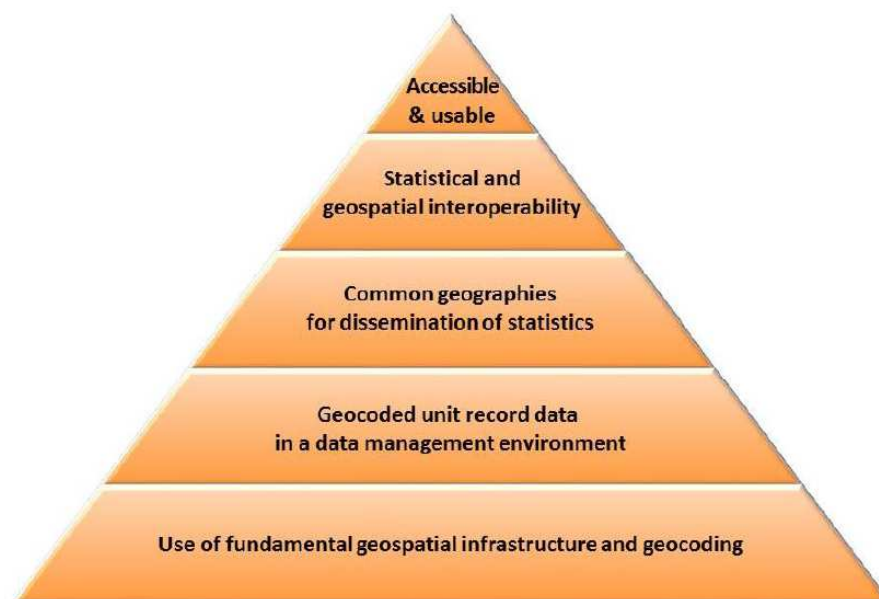 Accessible
& usable
Statistical and
geospatial interoperability
Common geographies
for dissemination of statistics
Geocoded unit record data
in a data management environment
Use of fundamental geospatial infrastructure and geocoding